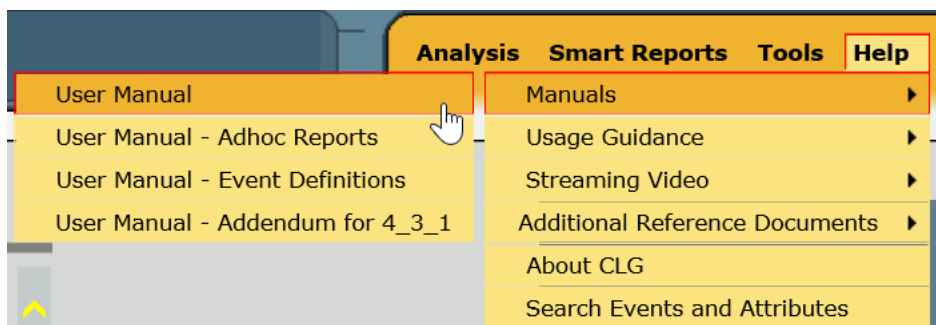 Analysis Smart Reports Tools Help
User Manual
User Manual - Adhoc Reports
User Manual - Event Definitions
User Manual - Addendum for 4_3_1
Manuals
Usage Guidance
Streaming Video
Additional Reference Documents
About CLG
Search Events and Attributes